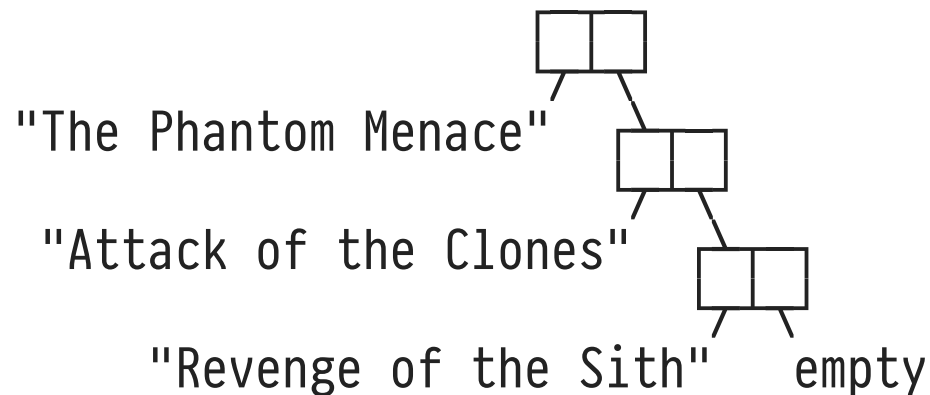 "The Phantom Menace"
"Attack of the Clones"
"Revenge of the Sith" empty